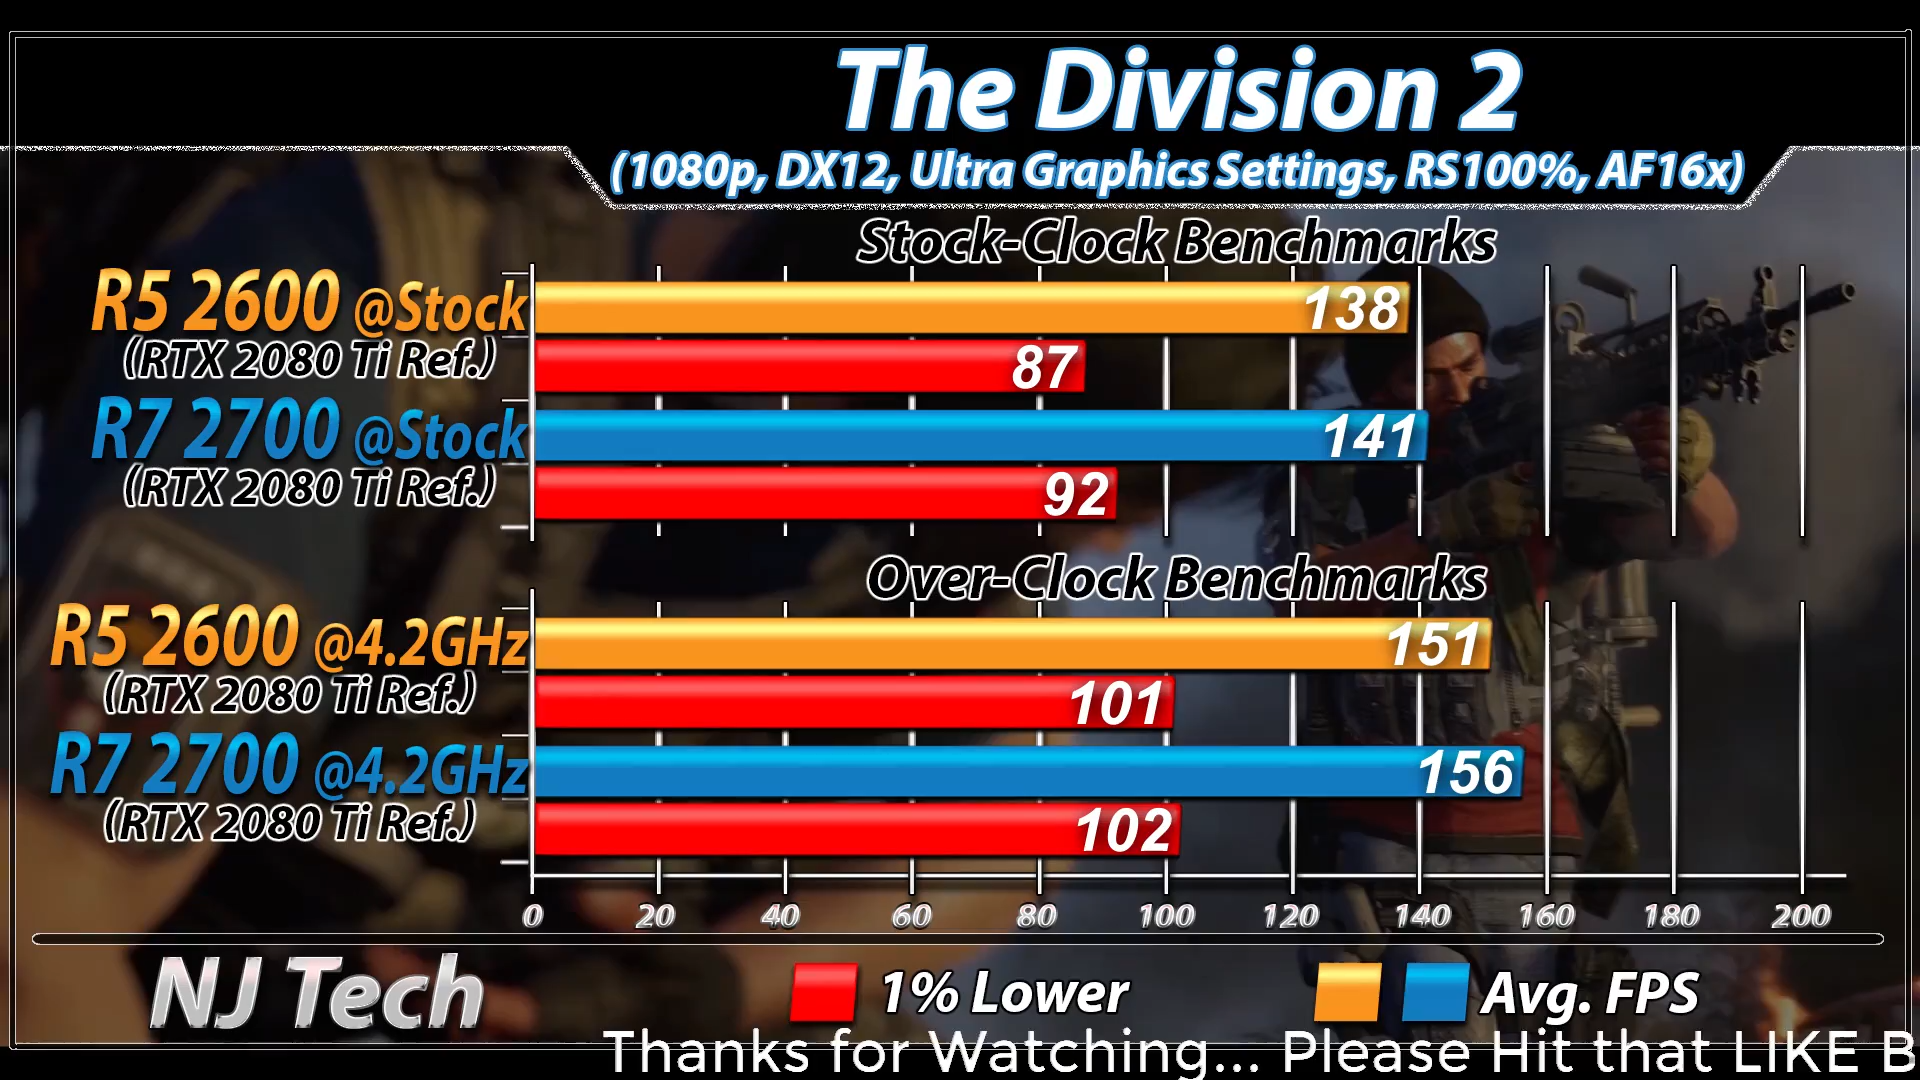 The Division 2
(1080p, DX12, Ultra Graphics Settings, RS100%, AF16x)
Stock-Clock Benchmarks
R5 2600 @Stock
138
(RTX 2080 Ti Ref.)
87
R7 2700 @Stock
141
(RTX 2080 Ti Ref.)
92
Over-Clock Benchmarks
R5 2600 @4.2GHz
151
(RTX 2080 Ti Ref.)
101
R7 2700 @4.2GHz
156
(RTX 2080 Ti Ref.)
102
0 20 40 60 80 100 120 140 160 180 200
NJ Tech
1% Lower
Avg. FPS
Thanks for Watching... Please Hit that LIKE B